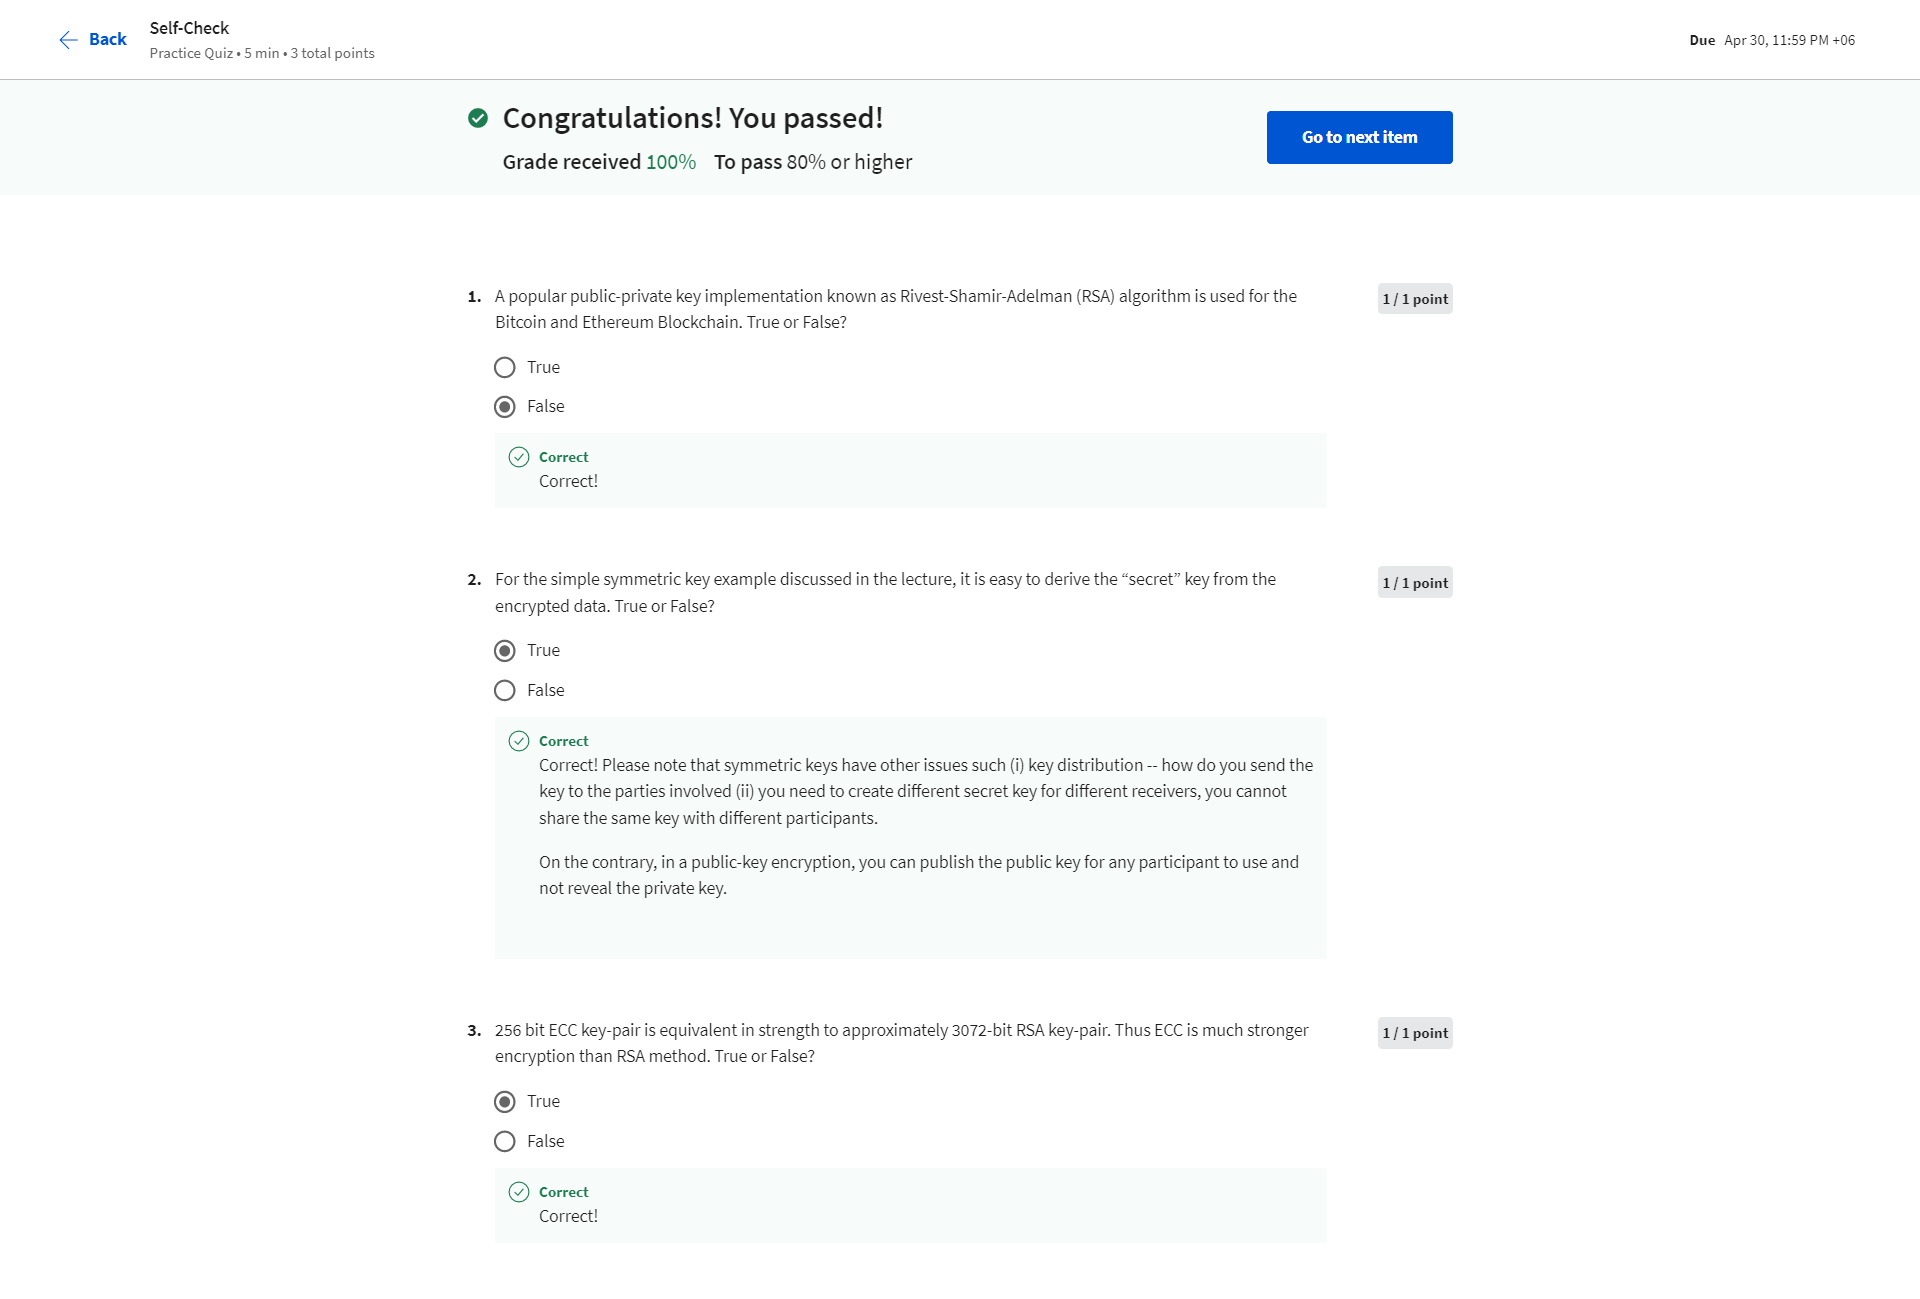 Back
Self-Check
Practice Quiz • 5 min • 3 total points
Due Apr 30, 11:59 PM +06
Congratulations! You passed!
Grade received 100% To pass 80% or higher
Go to next item
1. A popular public-private key implementation known as Rivest-Shamir-Adelman (RSA) algorithm is used for the
Bitcoin and Ethereum Blockchain. True or False?
1 / 1 point
True
False
Correct
Correct!
2. For the simple symmetric key example discussed in the lecture, it is easy to derive the “secret” key from the
encrypted data. True or False?
1 / 1 point
True
False
Correct
Correct! Please note that symmetric keys have other issues such (i) key distribution -- how do you send the
key to the parties involved (ii) you need to create different secret key for different receivers, you cannot
share the same key with different participants.
On the contrary, in a public-key encryption, you can publish the public key for any participant to use and
not reveal the private key.
3. 256 bit ECC key-pair is equivalent in strength to approximately 3072-bit RSA key-pair. Thus ECC is much stronger
encryption than RSA method. True or False?
1 / 1 point
True
False
Correct
Correct!